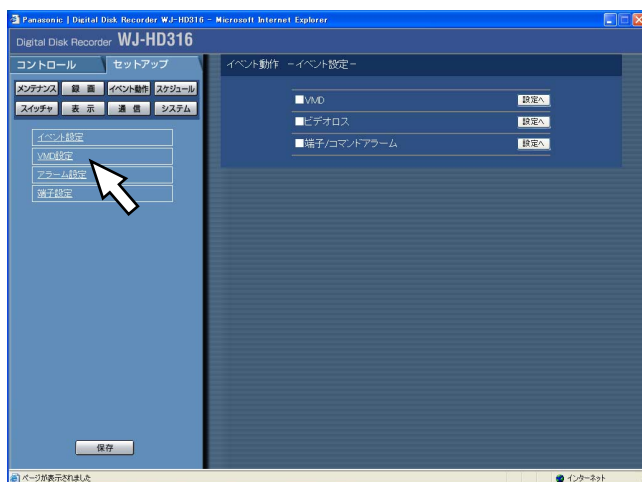 Panasonic | Digital Disk Recorder WJ-HD316 - Microsoft Internet Explorer
Digital Disk Recorder WJ-HD316
コントロール セットアップ
イベント動作 －イベント設定－
メンテナンス 録 画 イベント動作 スケジュール
スイッチャ 表 示 通 信 システム
イベント設定
VMD設定
アラーム設定
端子設定
■VMD 設定へ
■ビデオロス 設定へ
■端子/コマンドアラーム 設定へ
保存
ページが表示されました インターネット